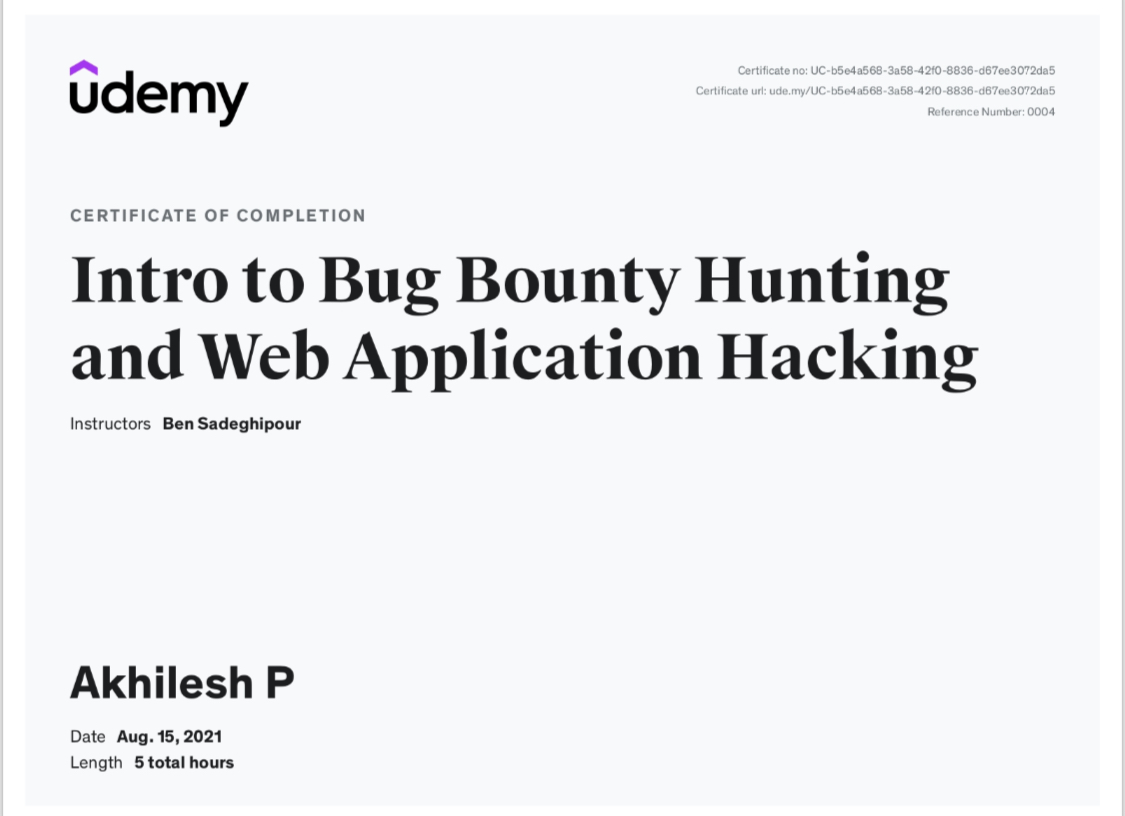 udemy
Certificate no: UC-b5e4a568-3a58-42f0-8836-d67ee3072da5
Certificate url: ude.my/UC-b5e4a568-3a58-42f0-8836-d67ee3072da5
Reference Number: 0004
CERTIFICATE OF COMPLETION
Intro to Bug Bounty Hunting
and Web Application Hacking
Instructors Ben Sadeghipour
Akhilesh P
Date Aug. 15, 2021
Length 5 total hours